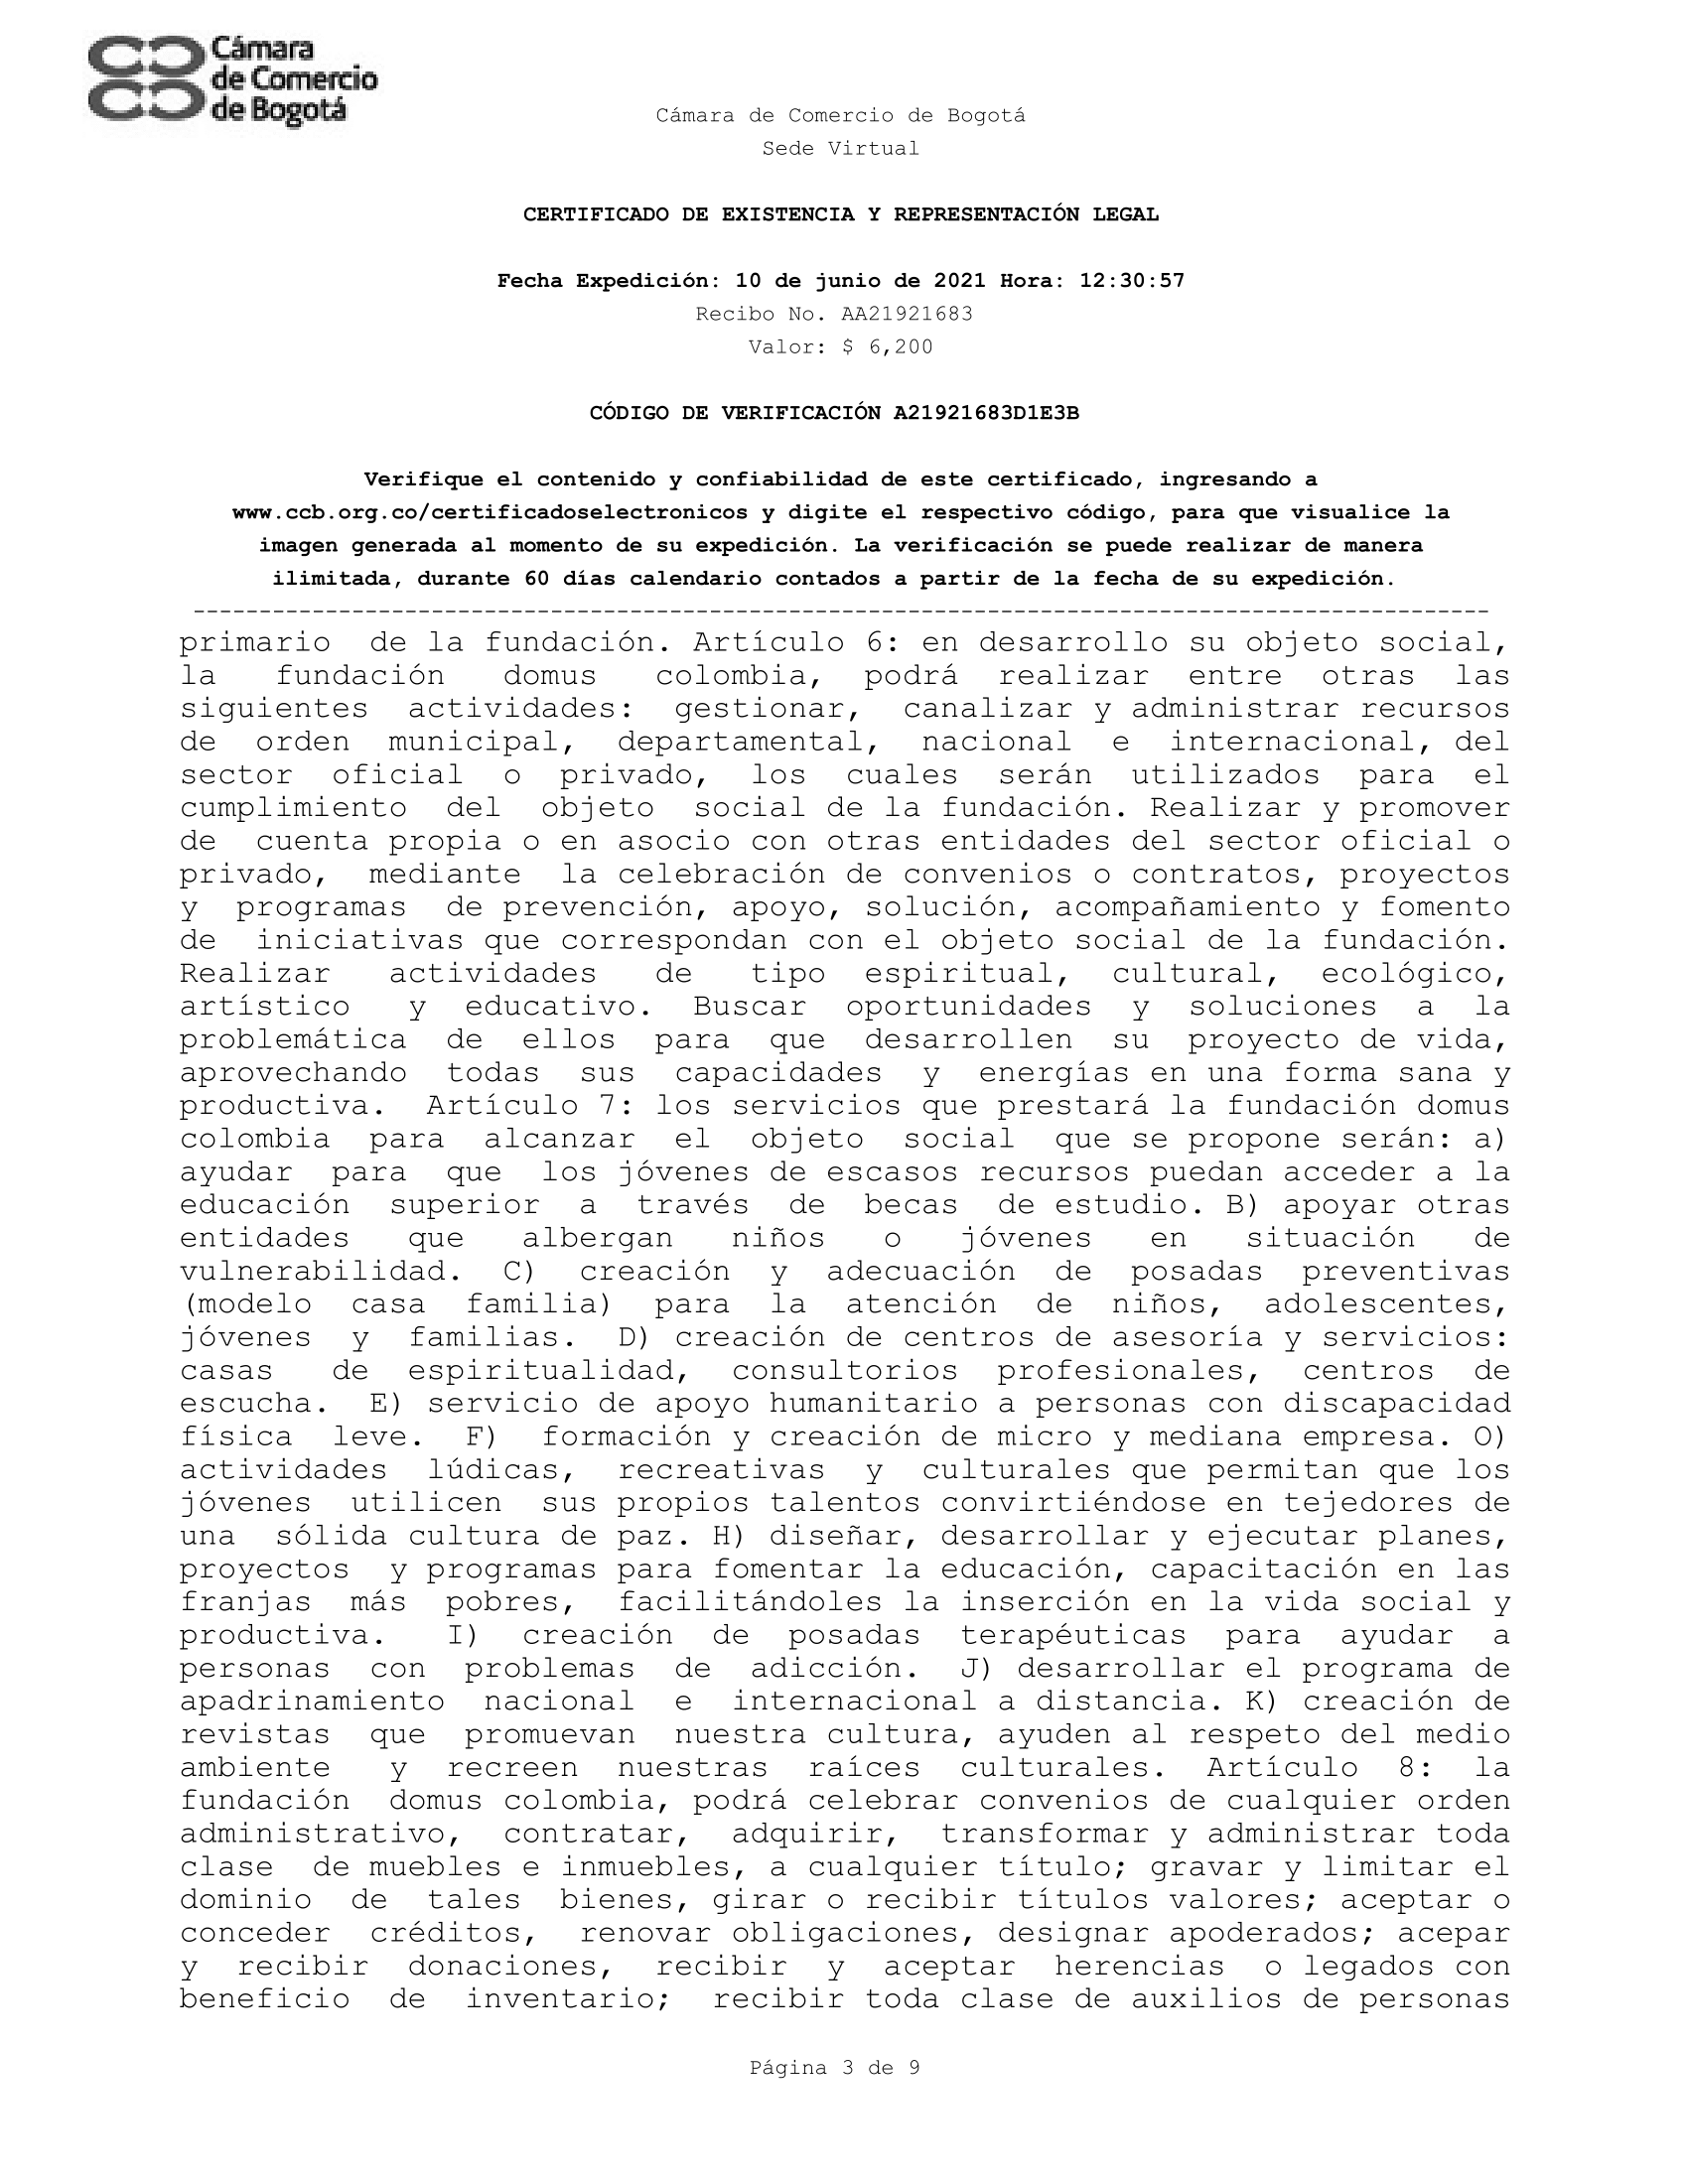 Cámara
de Comercio
de Bogotá
Cámara de Comercio de Bogotá
Sede Virtual
CERTIFICADO DE EXISTENCIA Y REPRESENTACIÓN LEGAL
Fecha Expedición: 10 de junio de 2021 Hora: 12:30:57
Recibo No. AA21921683
Valor: $ 6,200
CÓDIGO DE VERIFICACIÓN A21921683D1E3B
Verifique el contenido y confiabilidad de este certificado, ingresando a
www.ccb.org.co/certificadoselectronicos y digite el respectivo código, para que visualice la
imagen generada al momento de su expedición. La verificación se puede realizar de manera
ilimitada, durante 60 días calendario contados a partir de la fecha de su expedición.
--------------------------------------------------------------------------------------------------
primario de la fundación. Artículo 6: en desarrollo su objeto social,
la fundación domus colombia, podrá realizar entre otras las
siguientes actividades: gestionar, canalizar y administrar recursos
de orden municipal, departamental, nacional e internacional, del
sector oficial o privado, los cuales serán utilizados para el
cumplimiento del objeto social de la fundación. Realizar y promover
de cuenta propia o en asocio con otras entidades del sector oficial o
privado, mediante la celebración de convenios o contratos, proyectos
y programas de prevención, apoyo, solución, acompañamiento y fomento
de iniciativas que correspondan con el objeto social de la fundación.
Realizar actividades de tipo espiritual, cultural, ecológico,
artístico y educativo. Buscar oportunidades y soluciones a la
problemática de ellos para que desarrollen su proyecto de vida,
aprovechando todas sus capacidades y energías en una forma sana y
productiva. Artículo 7: los servicios que prestará la fundación domus
colombia para alcanzar el objeto social que se propone serán: a)
ayudar para que los jóvenes de escasos recursos puedan acceder a la
educación superior a través de becas de estudio. B) apoyar otras
entidades que albergan niños o jóvenes en situación de
vulnerabilidad. C) creación y adecuación de posadas preventivas
(modelo casa familia) para la atención de niños, adolescentes,
jóvenes y familias. D) creación de centros de asesoría y servicios:
casas de espiritualidad, consultorios profesionales, centros de
escucha. E) servicio de apoyo humanitario a personas con discapacidad
física leve. F) formación y creación de micro y mediana empresa. O)
actividades lúdicas, recreativas y culturales que permitan que los
jóvenes utilicen sus propios talentos convirtiéndose en tejedores de
una sólida cultura de paz. H) diseñar, desarrollar y ejecutar planes,
proyectos y programas para fomentar la educación, capacitación en las
franjas más pobres, facilitándoles la inserción en la vida social y
productiva. I) creación de posadas terapéuticas para ayudar a
personas con problemas de adicción. J) desarrollar el programa de
apadrinamiento nacional e internacional a distancia. K) creación de
revistas que promuevan nuestra cultura, ayuden al respeto del medio
ambiente y recreen nuestras raíces culturales. Artículo 8: la
fundación domus colombia, podrá celebrar convenios de cualquier orden
administrativo, contratar, adquirir, transformar y administrar toda
clase de muebles e inmuebles, a cualquier título; gravar y limitar el
dominio de tales bienes, girar o recibir títulos valores; aceptar o
conceder créditos, renovar obligaciones, designar apoderados; acepar
y recibir donaciones, recibir y aceptar herencias o legados con
beneficio de inventario; recibir toda clase de auxilios de personas
Página 3 de 9